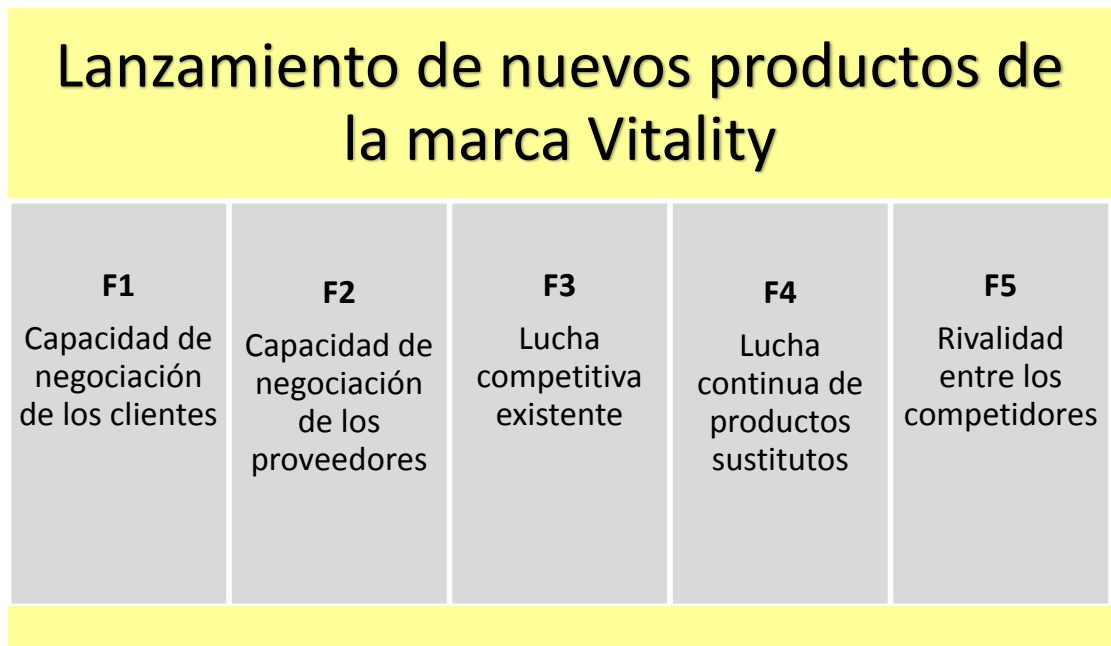 Lanzamiento de nuevos productos de
la marca Vitality
F1
Capacidad de
negociación
de los clientes
F2
Capacidad de
negociación
de los
proveedores
F3
Lucha
competitiva
existente
F4
Lucha
continua de
productos
sustitutos
F5
Rivalidad
entre los
competidores